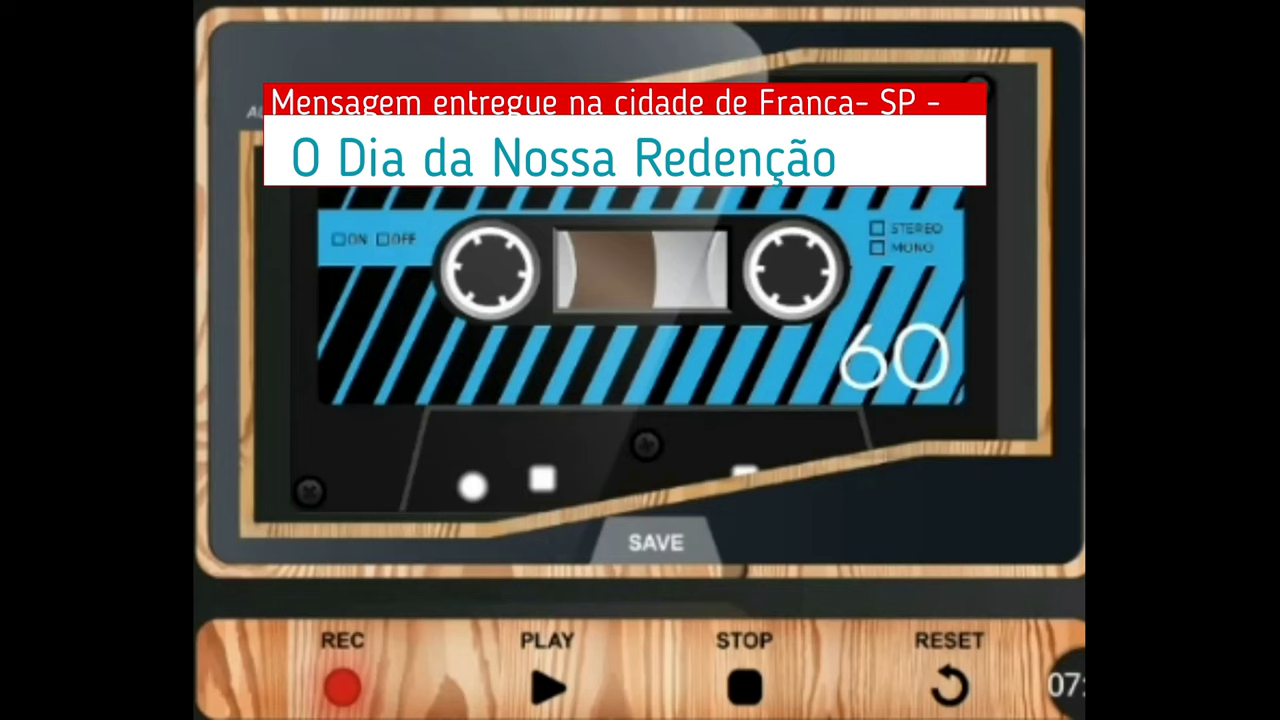 Mensagem entregue na cidade de Franca- SP -
O Dia da Nossa Redenção
ON OFF
STEREO
MONO
60
SAVE
REC PLAY STOP RESET
07: